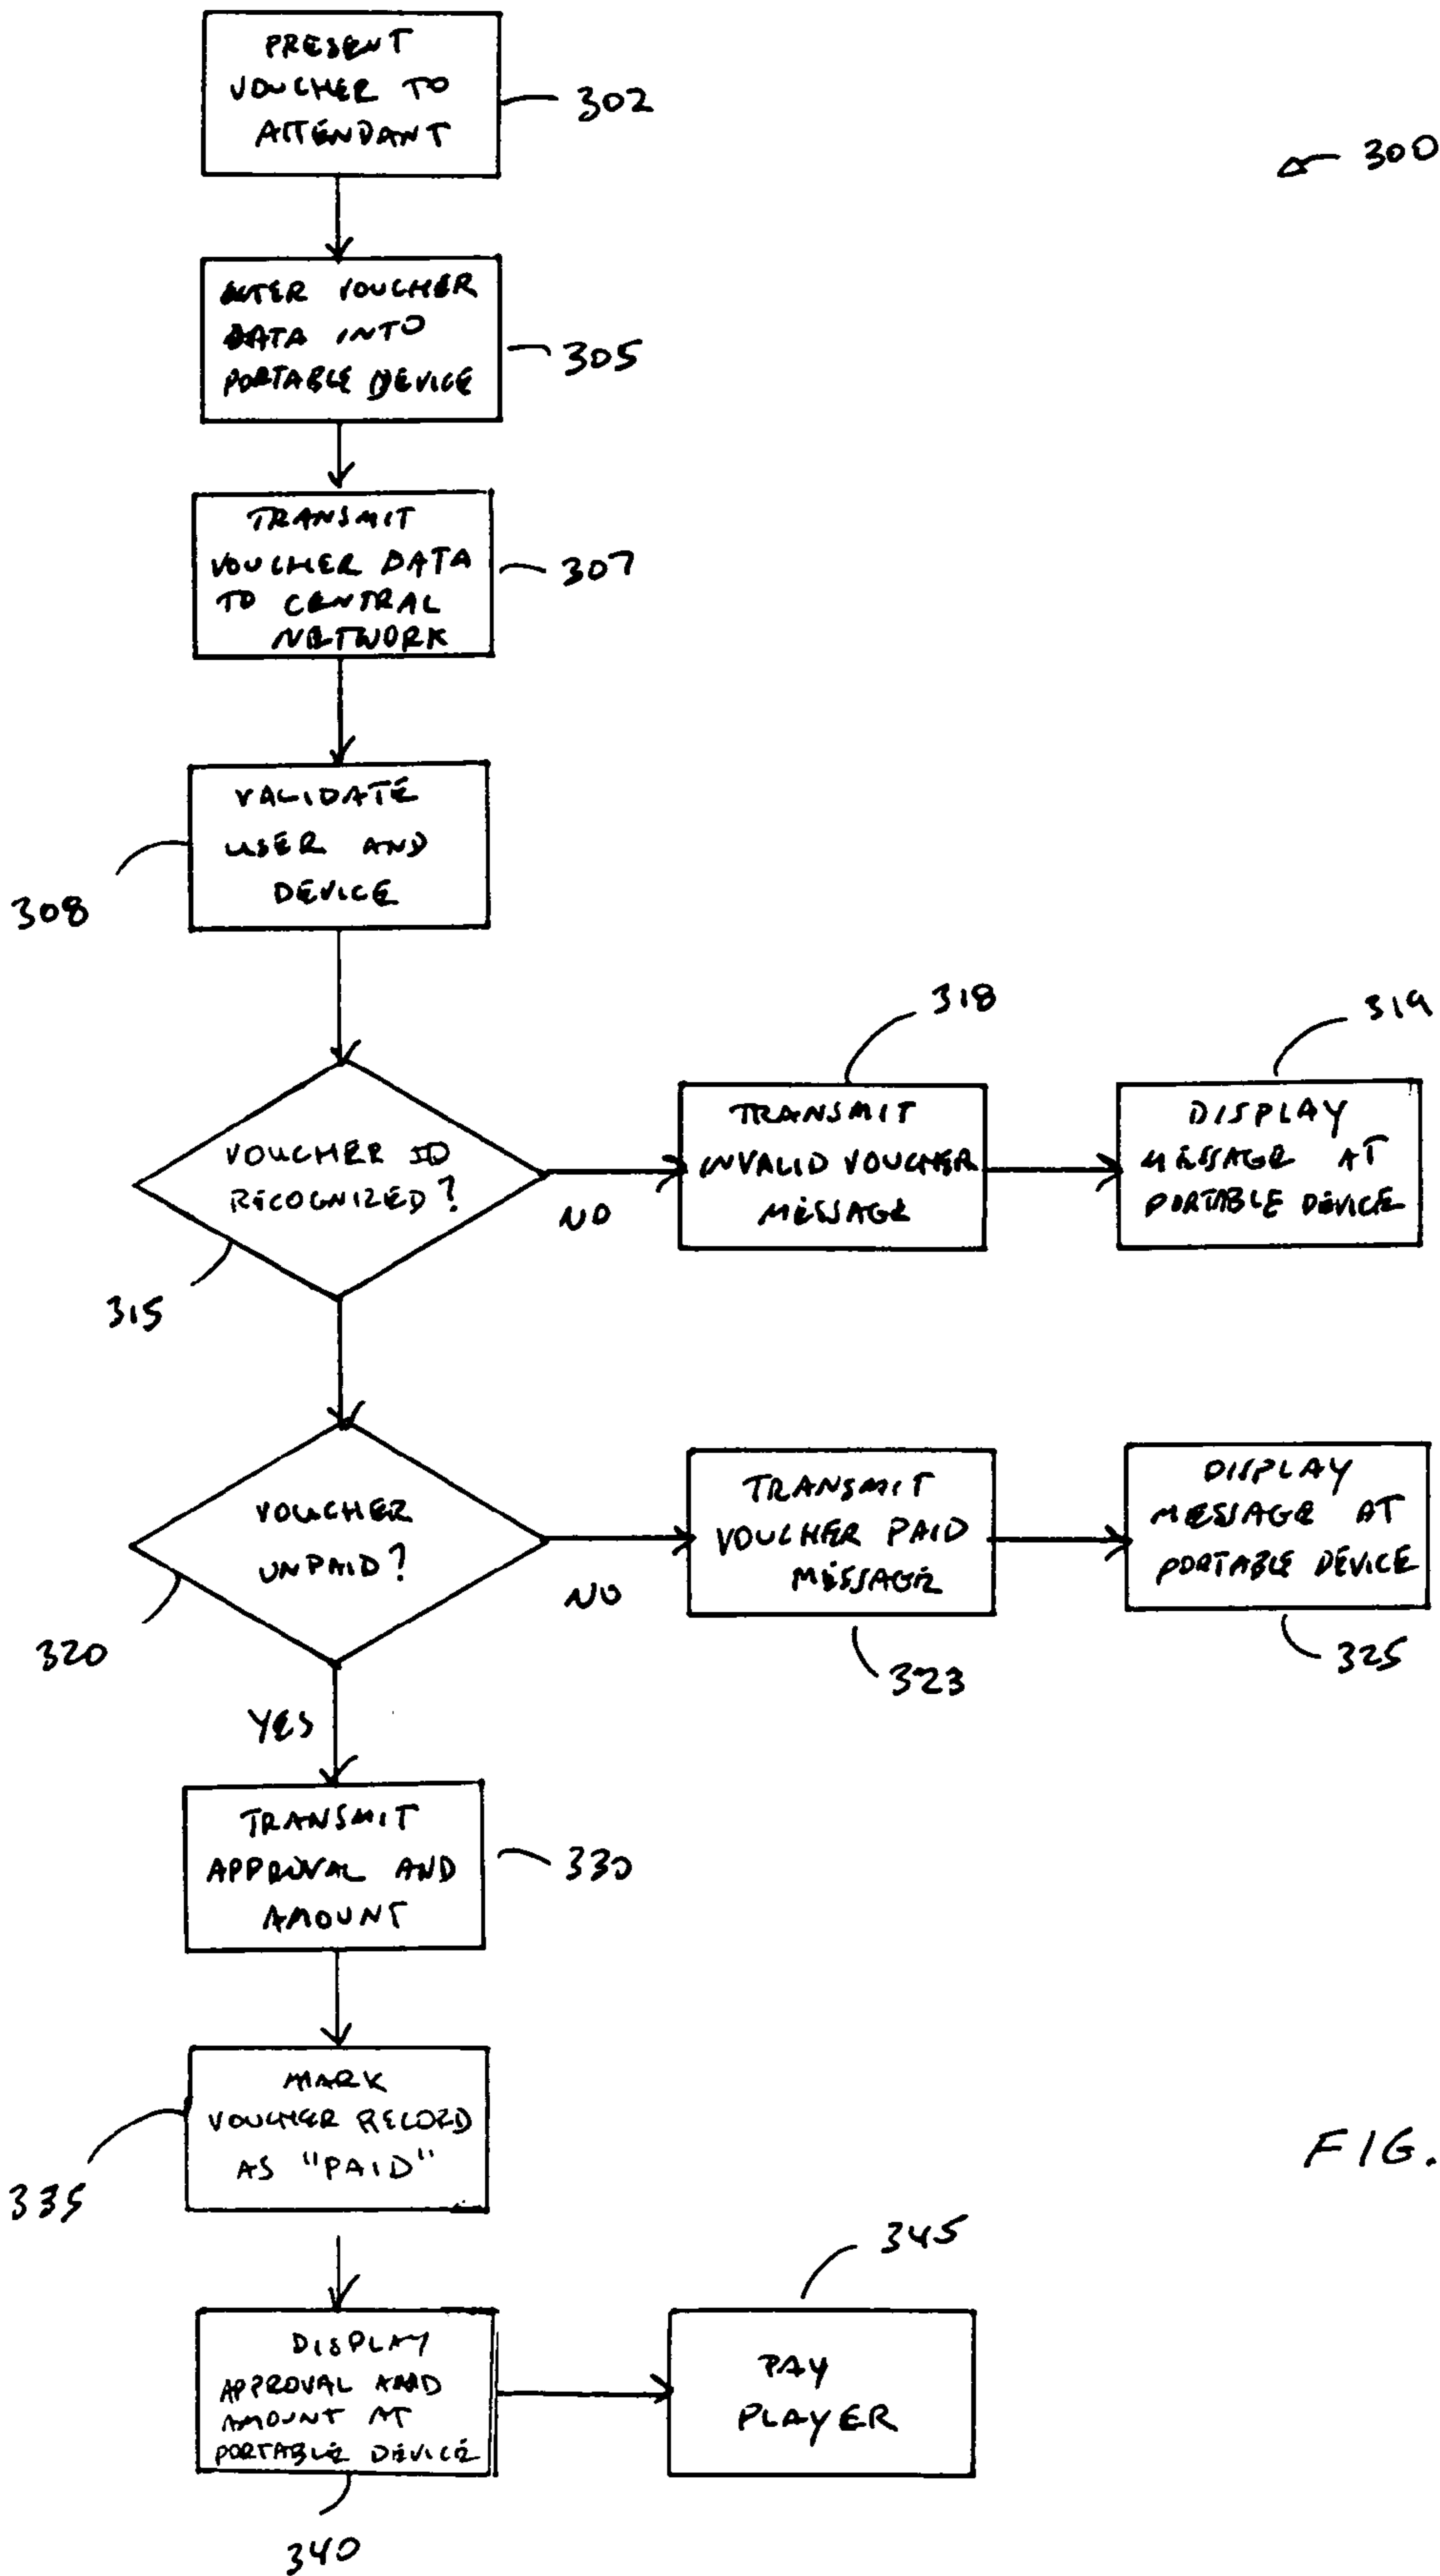 PRESENT
VOUCHER TO
ATTENDANT
302
300
ENTER VOUCHER
DATA INTO
PORTABLE DEVICE
305
TRANSMIT
VOUCHER DATA
TO CENTRAL
NETWORK
307
VALIDATE
USER AND
DEVICE
308
VOUCHER ID
RECOGNIZED?
315
NO
TRANSMIT
INVALID VOUCHER
MESSAGE
318
DISPLAY
MESSAGE AT
PORTABLE DEVICE
319
VOUCHER
UNPAID?
320
NO
TRANSMIT
VOUCHER PAID
MESSAGE
323
DISPLAY
MESSAGE AT
PORTABLE DEVICE
325
YES
TRANSMIT
APPROVAL AND
AMOUNT
330
MARK
VOUCHER RECORD
AS "PAID"
335
FIG.
DISPLAY
APPROVAL AND
AMOUNT AT
PORTABLE DEVICE
340
PAY
PLAYER
345